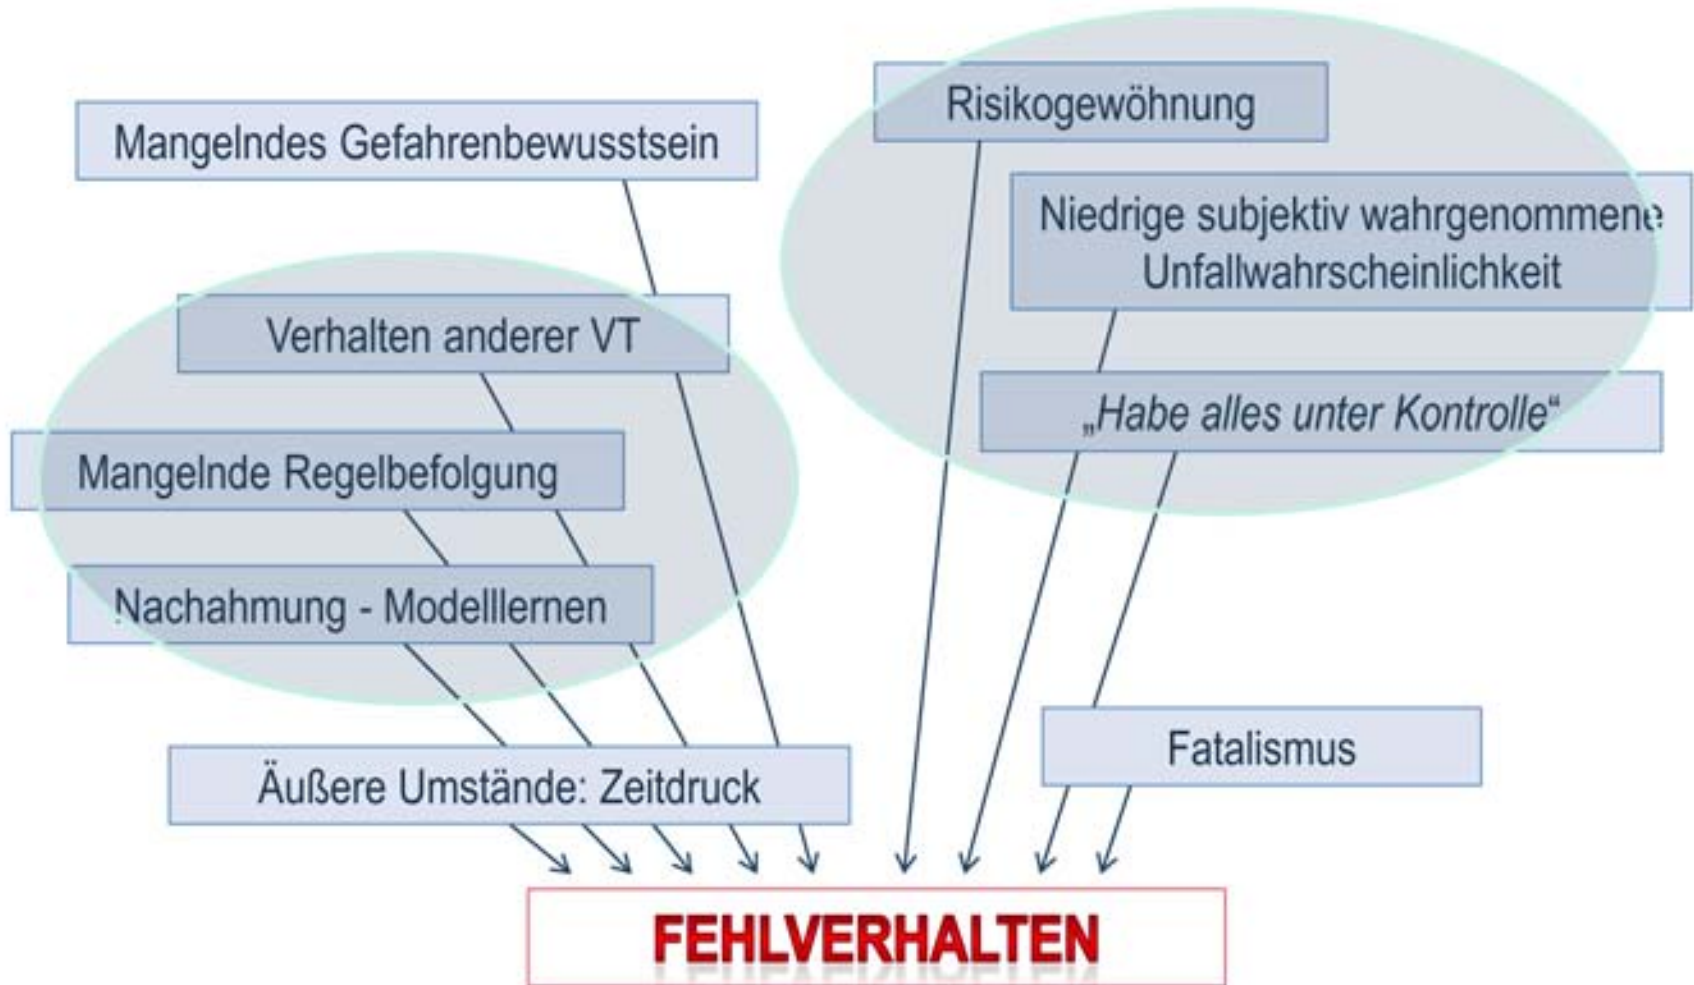 Mangelndes Gefahrenbewusstsein
Verhalten anderer VT
Mangelnde Regelbefolgung
Nachahmung - Modelllernen
Äußere Umstände: Zeitdruck
Risikogewöhnung
Niedrige subjektiv wahrgenommene
Unfallwahrscheinlichkeit
„Habe alles unter Kontrolle“
Fatalismus
FEHLVERHALTEN